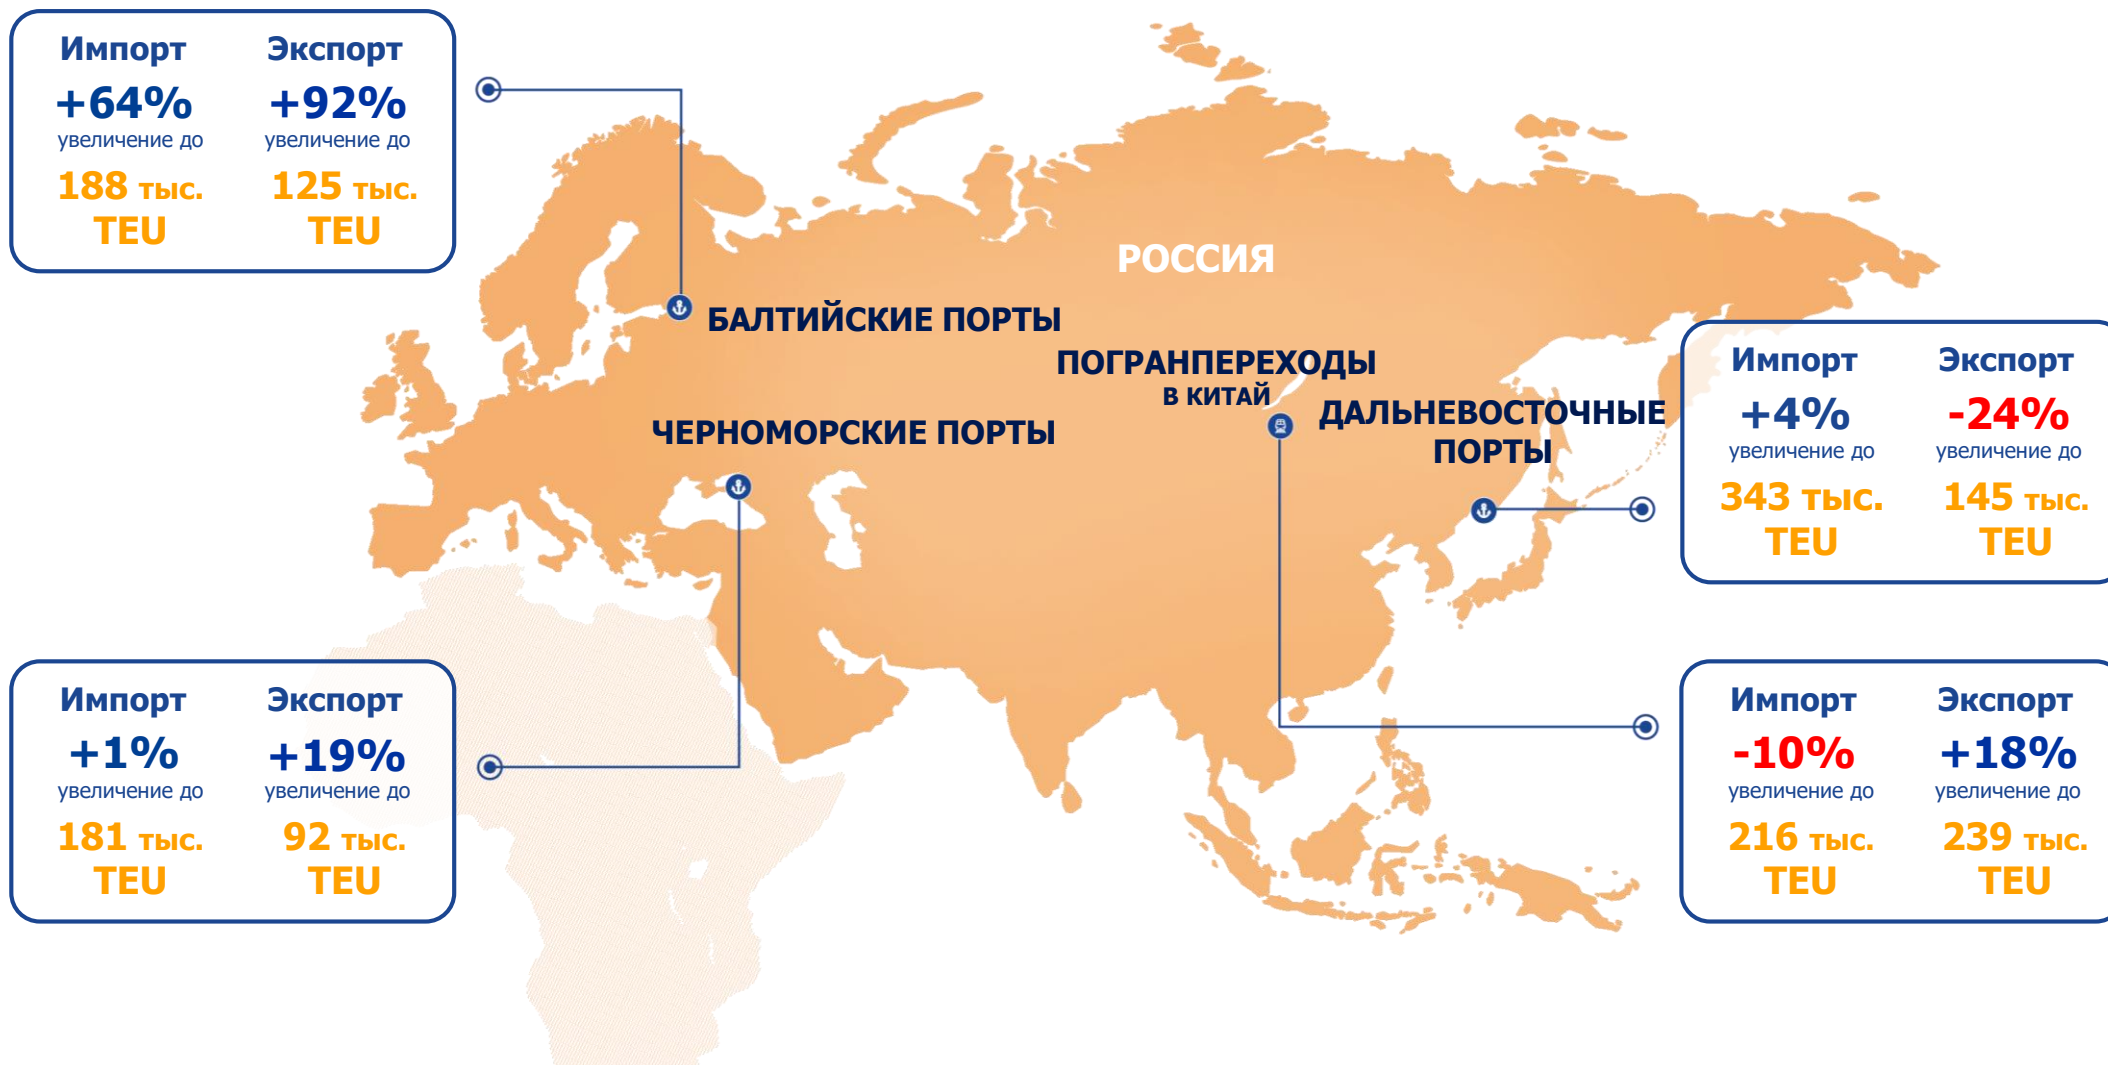 Импорт Экспорт
+64% +92%
увеличение до увеличение до
188 тыс. 125 тыс.
TEU TEU
РОССИЯ
БАЛТИЙСКИЕ ПОРТЫ
ПОГРАНПЕРЕХОДЫ
В КИТАЙ
ДАЛЬНЕВОСТОЧНЫЕ
ПОРТЫ
ЧЕРНОМОРСКИЕ ПОРТЫ
Импорт Экспорт
+4% -24%
увеличение до увеличение до
343 тыс. 145 тыс.
TEU TEU
Импорт Экспорт
+1% +19%
увеличение до увеличение до
181 тыс. 92 тыс.
TEU TEU
Импорт Экспорт
-10% +18%
увеличение до увеличение до
216 тыс. 239 тыс.
TEU TEU